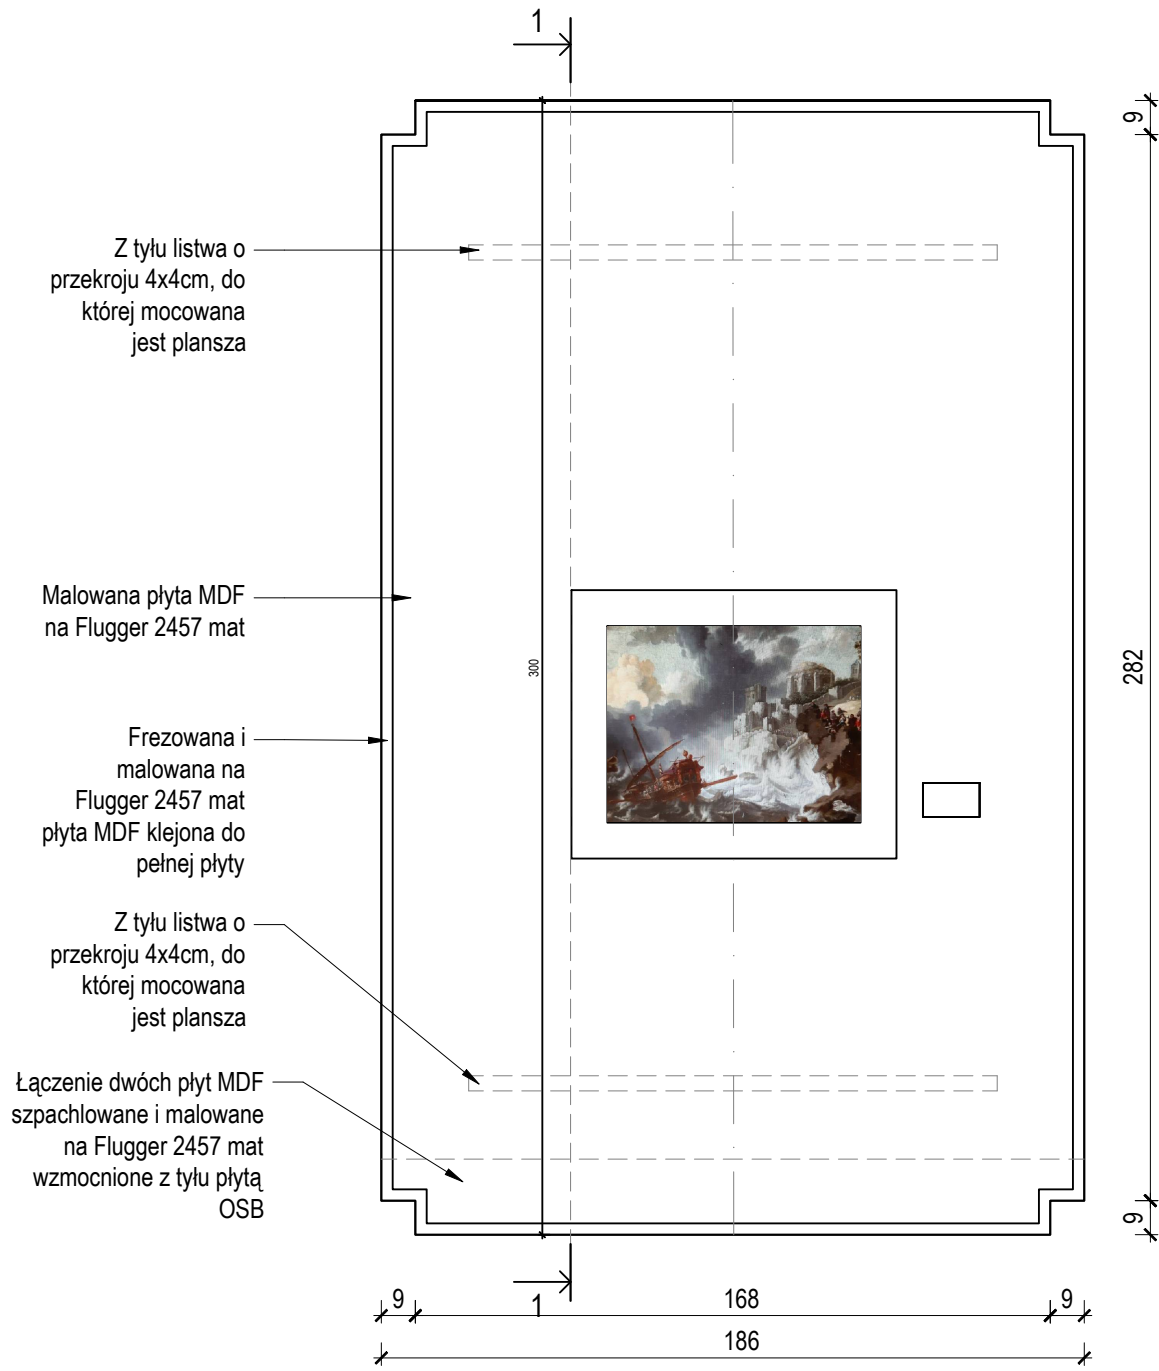 1
9
Z tyłu listwa o
przekroju 4x4cm, do
której mocowana
jest plansza
Malowana płyta MDF
na Flugger 2457 mat
300
282
Frezowana i
malowana na
Flugger 2457 mat
płyta MDF klejona do
pełnej płyty
Z tyłu listwa o
przekroju 4x4cm, do
której mocowana
jest plansza
Łączenie dwóch płyt MDF
szpachlowane i malowane
na Flugger 2457 mat
wzmocnione z tyłu płytą
OSB
9
1
9
168
9
186